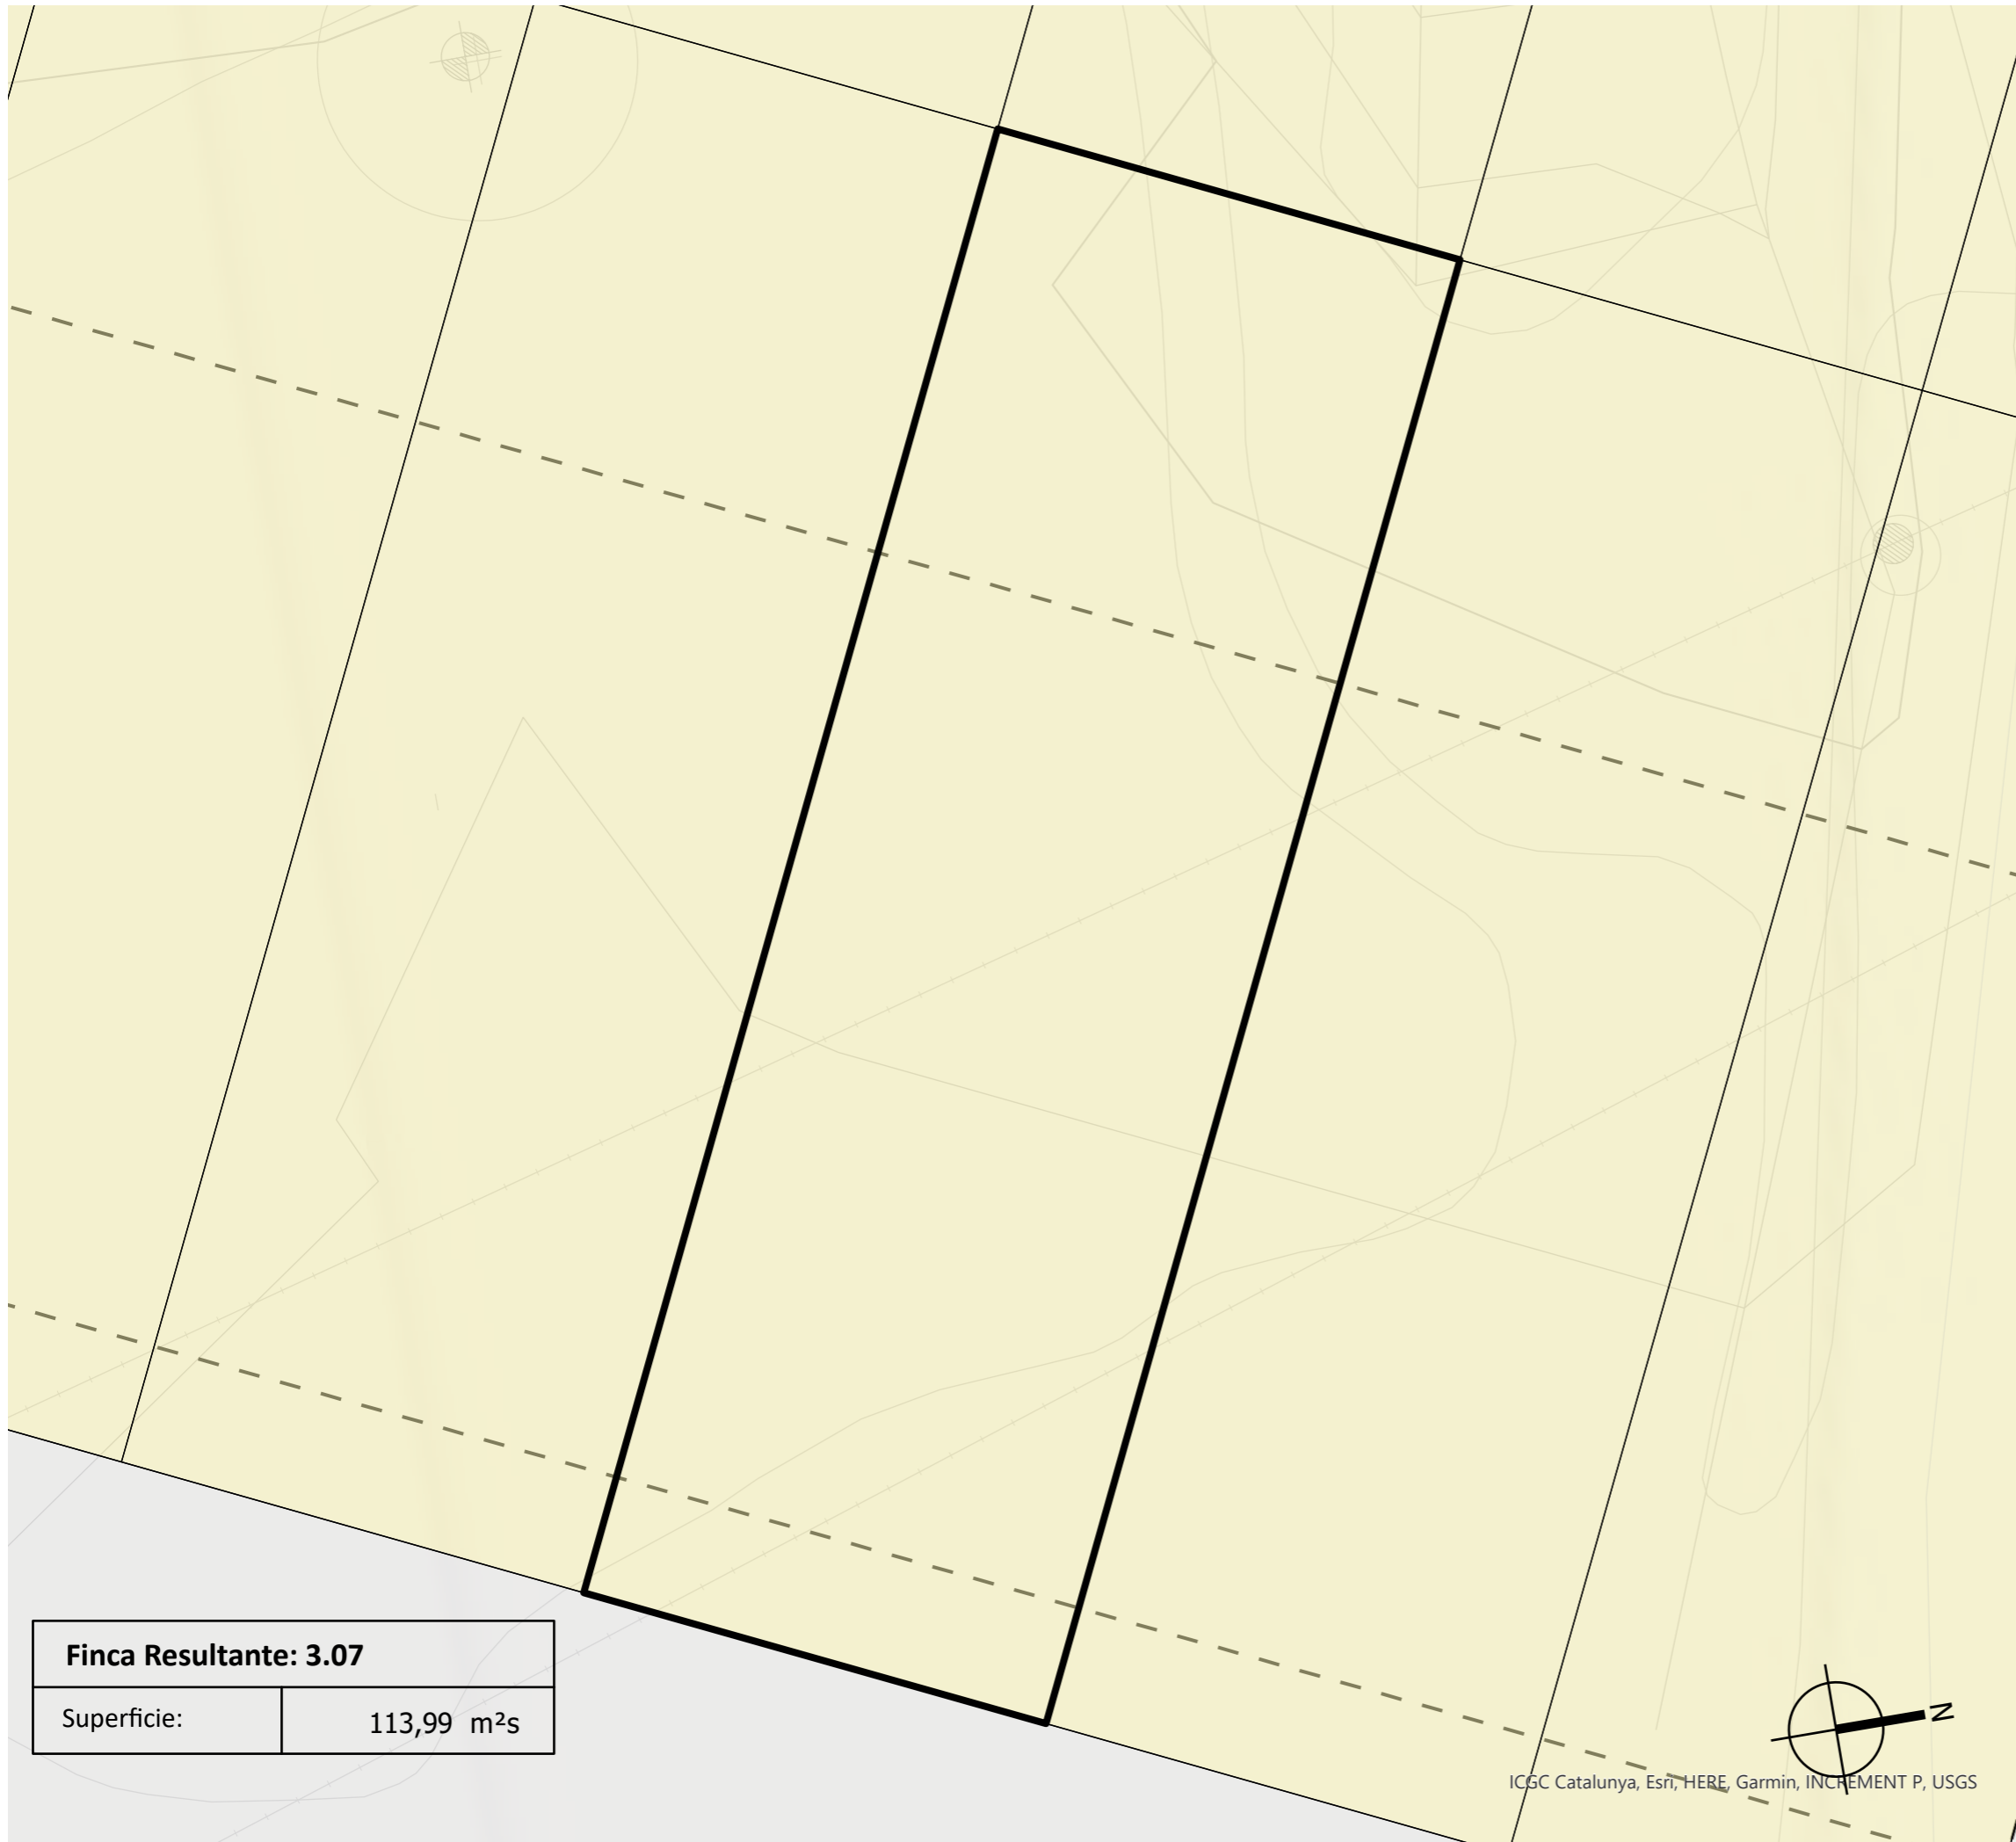 Finca Resultante: 3.07
Superficie: 113,99 m²s
N
ICGC Catalunya, Esri, HERE, Garmin, INCREMENT P, USGS